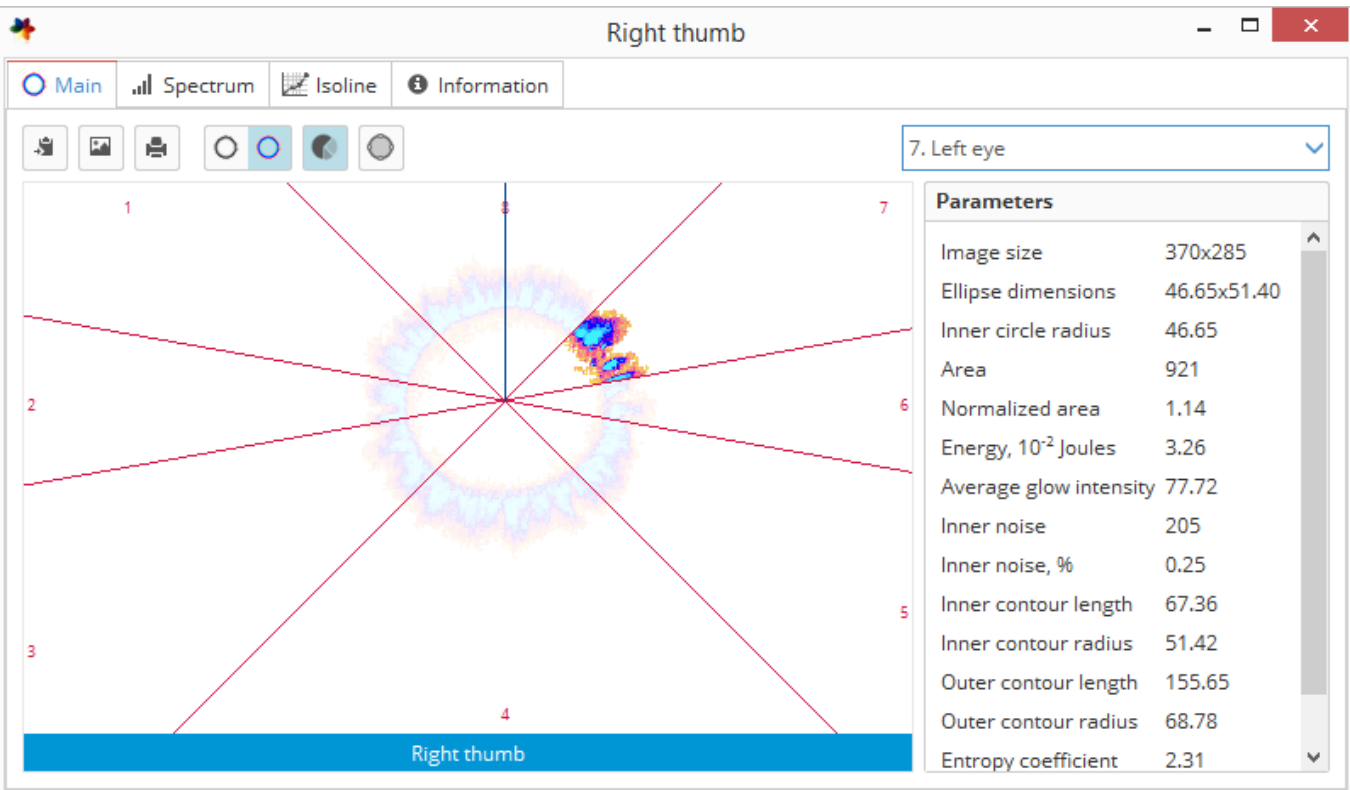 Right thumb
Main Spectrum Isoline Information
7. Left eye
1 8 7
2 6
3 5
4
Right thumb
Parameters
Image size 370x285
Ellipse dimensions 46.65x51.40
Inner circle radius 46.65
Area 921
Normalized area 1.14
Energy, 10⁻² Joules 3.26
Average glow intensity 77.72
Inner noise 205
Inner noise, % 0.25
Inner contour length 67.36
Inner contour radius 51.42
Outer contour length 155.65
Outer contour radius 68.78
Entropy coefficient 2.31